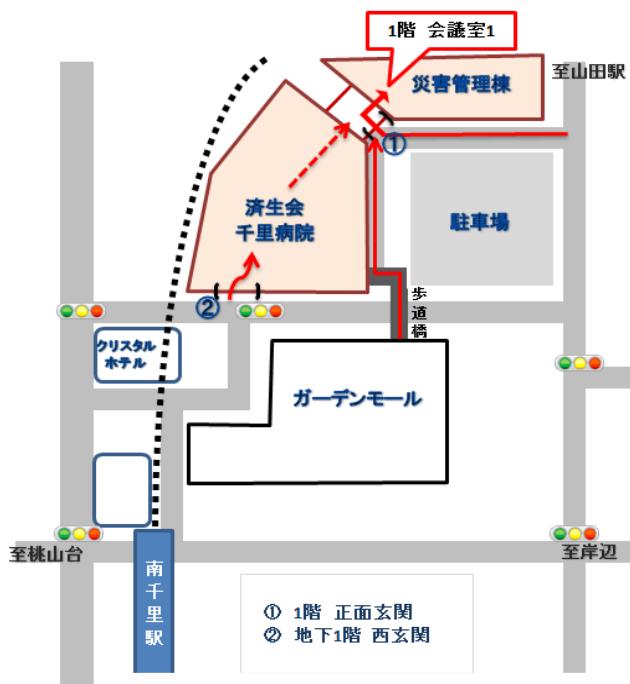 1階 会議室1
至山田駅
災害管理棟
①
済生会
千里病院
駐車場
②
歩道橋
クリスタル
ホテル
ガーデンモール
至桃山台
至岸辺
南千里駅
① 1階 正面玄関
② 地下1階 西玄関